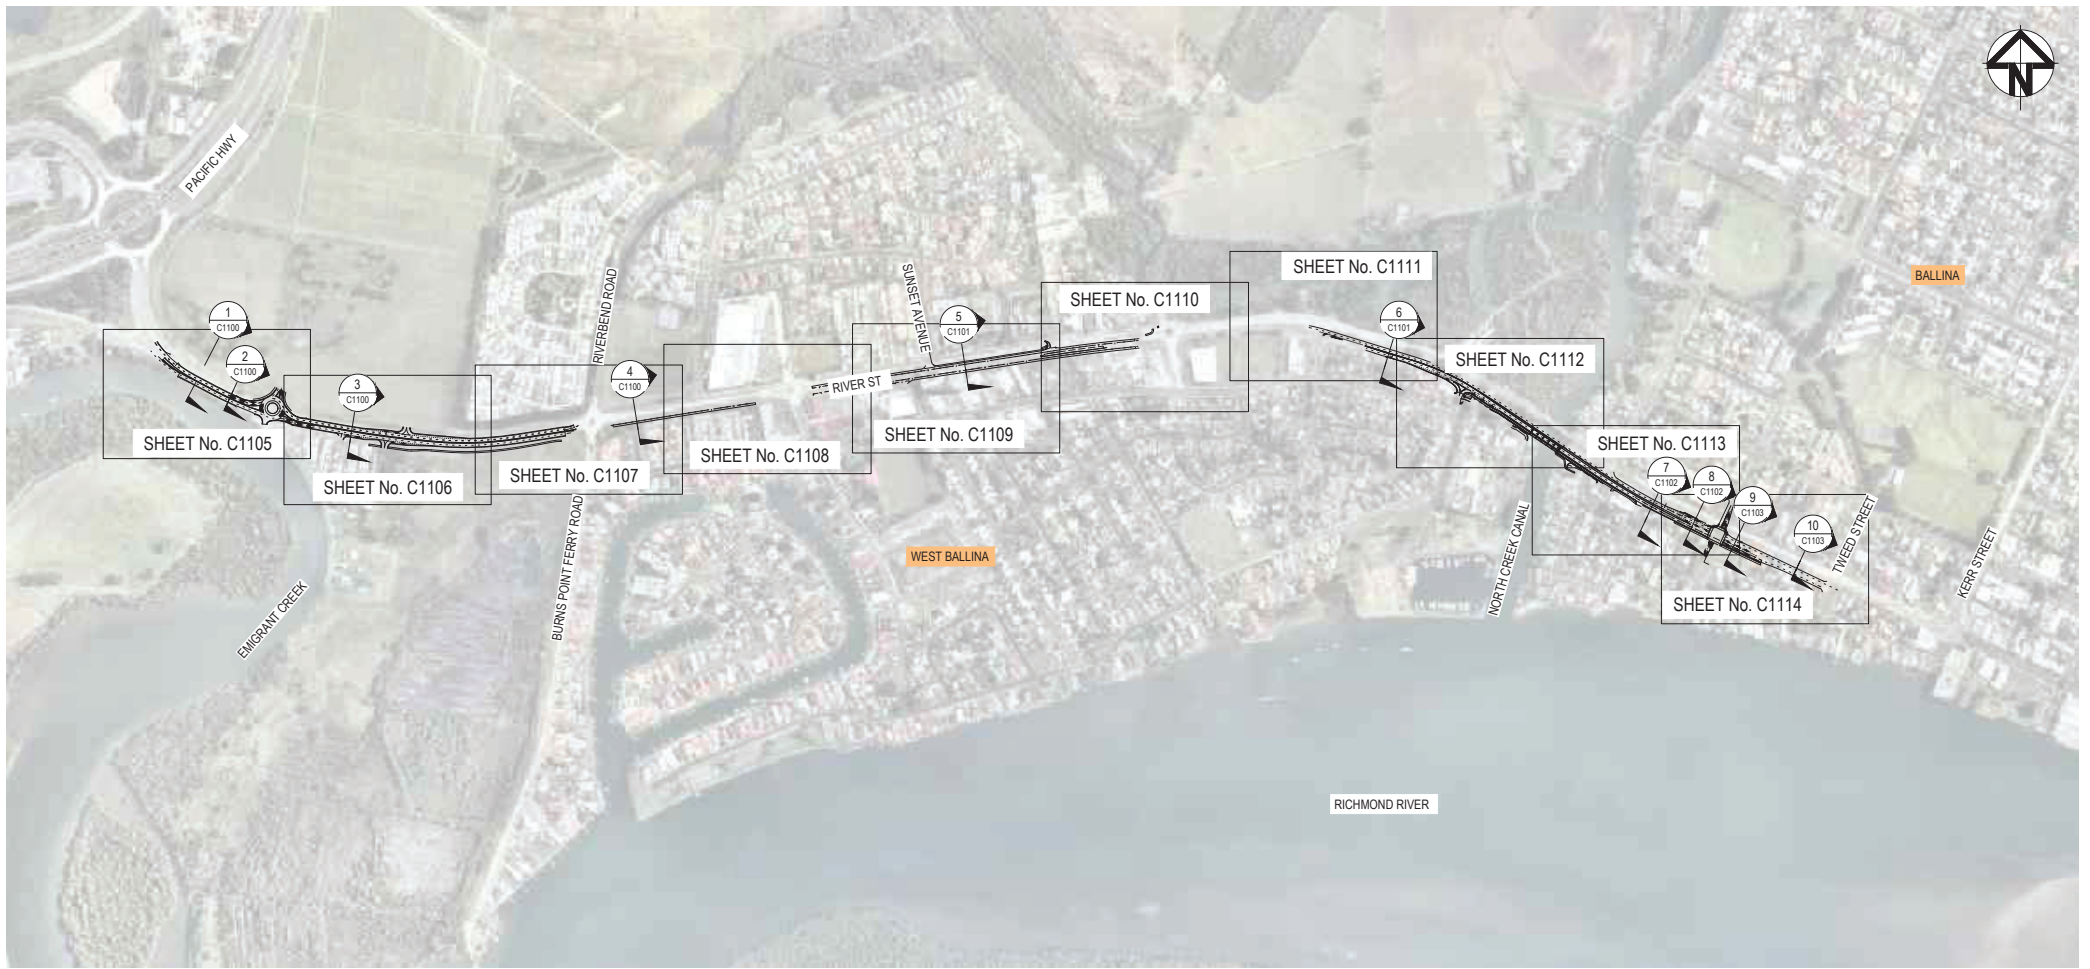 N
PACIFIC HWY
RIVERBEND ROAD
SUNSET AVENUE
SHEET No. C1111
BALLINA
SHEET No. C1110
1
C1100
2
C1100
3
C1100
4
C1100
5
C1101
6
C1101
SHEET No. C1112
RIVER ST
SHEET No. C1105
SHEET No. C1106
SHEET No. C1107
SHEET No. C1108
SHEET No. C1109
SHEET No. C1113
7
C1102
8
C1102
9
C1103
10
C1103
TWEED STREET
KERR STREET
EMIGRANT CREEK
BURNS POINT FERRY ROAD
WEST BALLINA
NORTH CREEK CANAL
SHEET No. C1114
RICHMOND RIVER